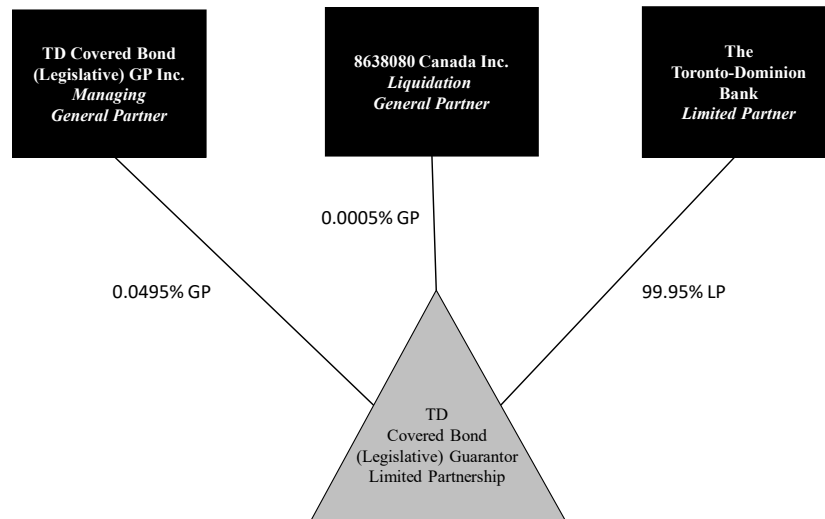 TD Covered Bond
(Legislative) GP Inc.
Managing
General Partner
8638080 Canada Inc.
Liquidation
General Partner
The
Toronto-Dominion
Bank
Limited Partner
0.0005% GP
0.0495% GP
99.95% LP
TD
Covered Bond
(Legislative) Guarantor
Limited Partnership